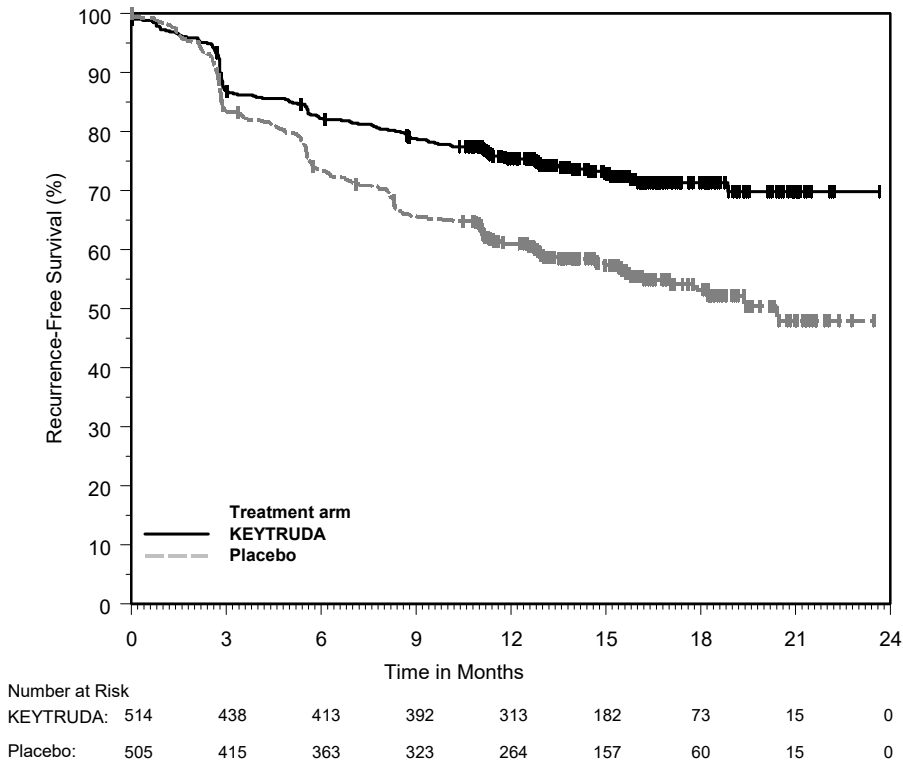 100
90
80
70
60
50
40
30
20
10
0
Recurrence-Free Survival (%)
Treatment arm
KEYTRUDA
Placebo
0 3 6 9 12 15 18 21 24
Time in Months
Number at Risk
KEYTRUDA: 514 438 413 392 313 182 73 15 0
Placebo: 505 415 363 323 264 157 60 15 0